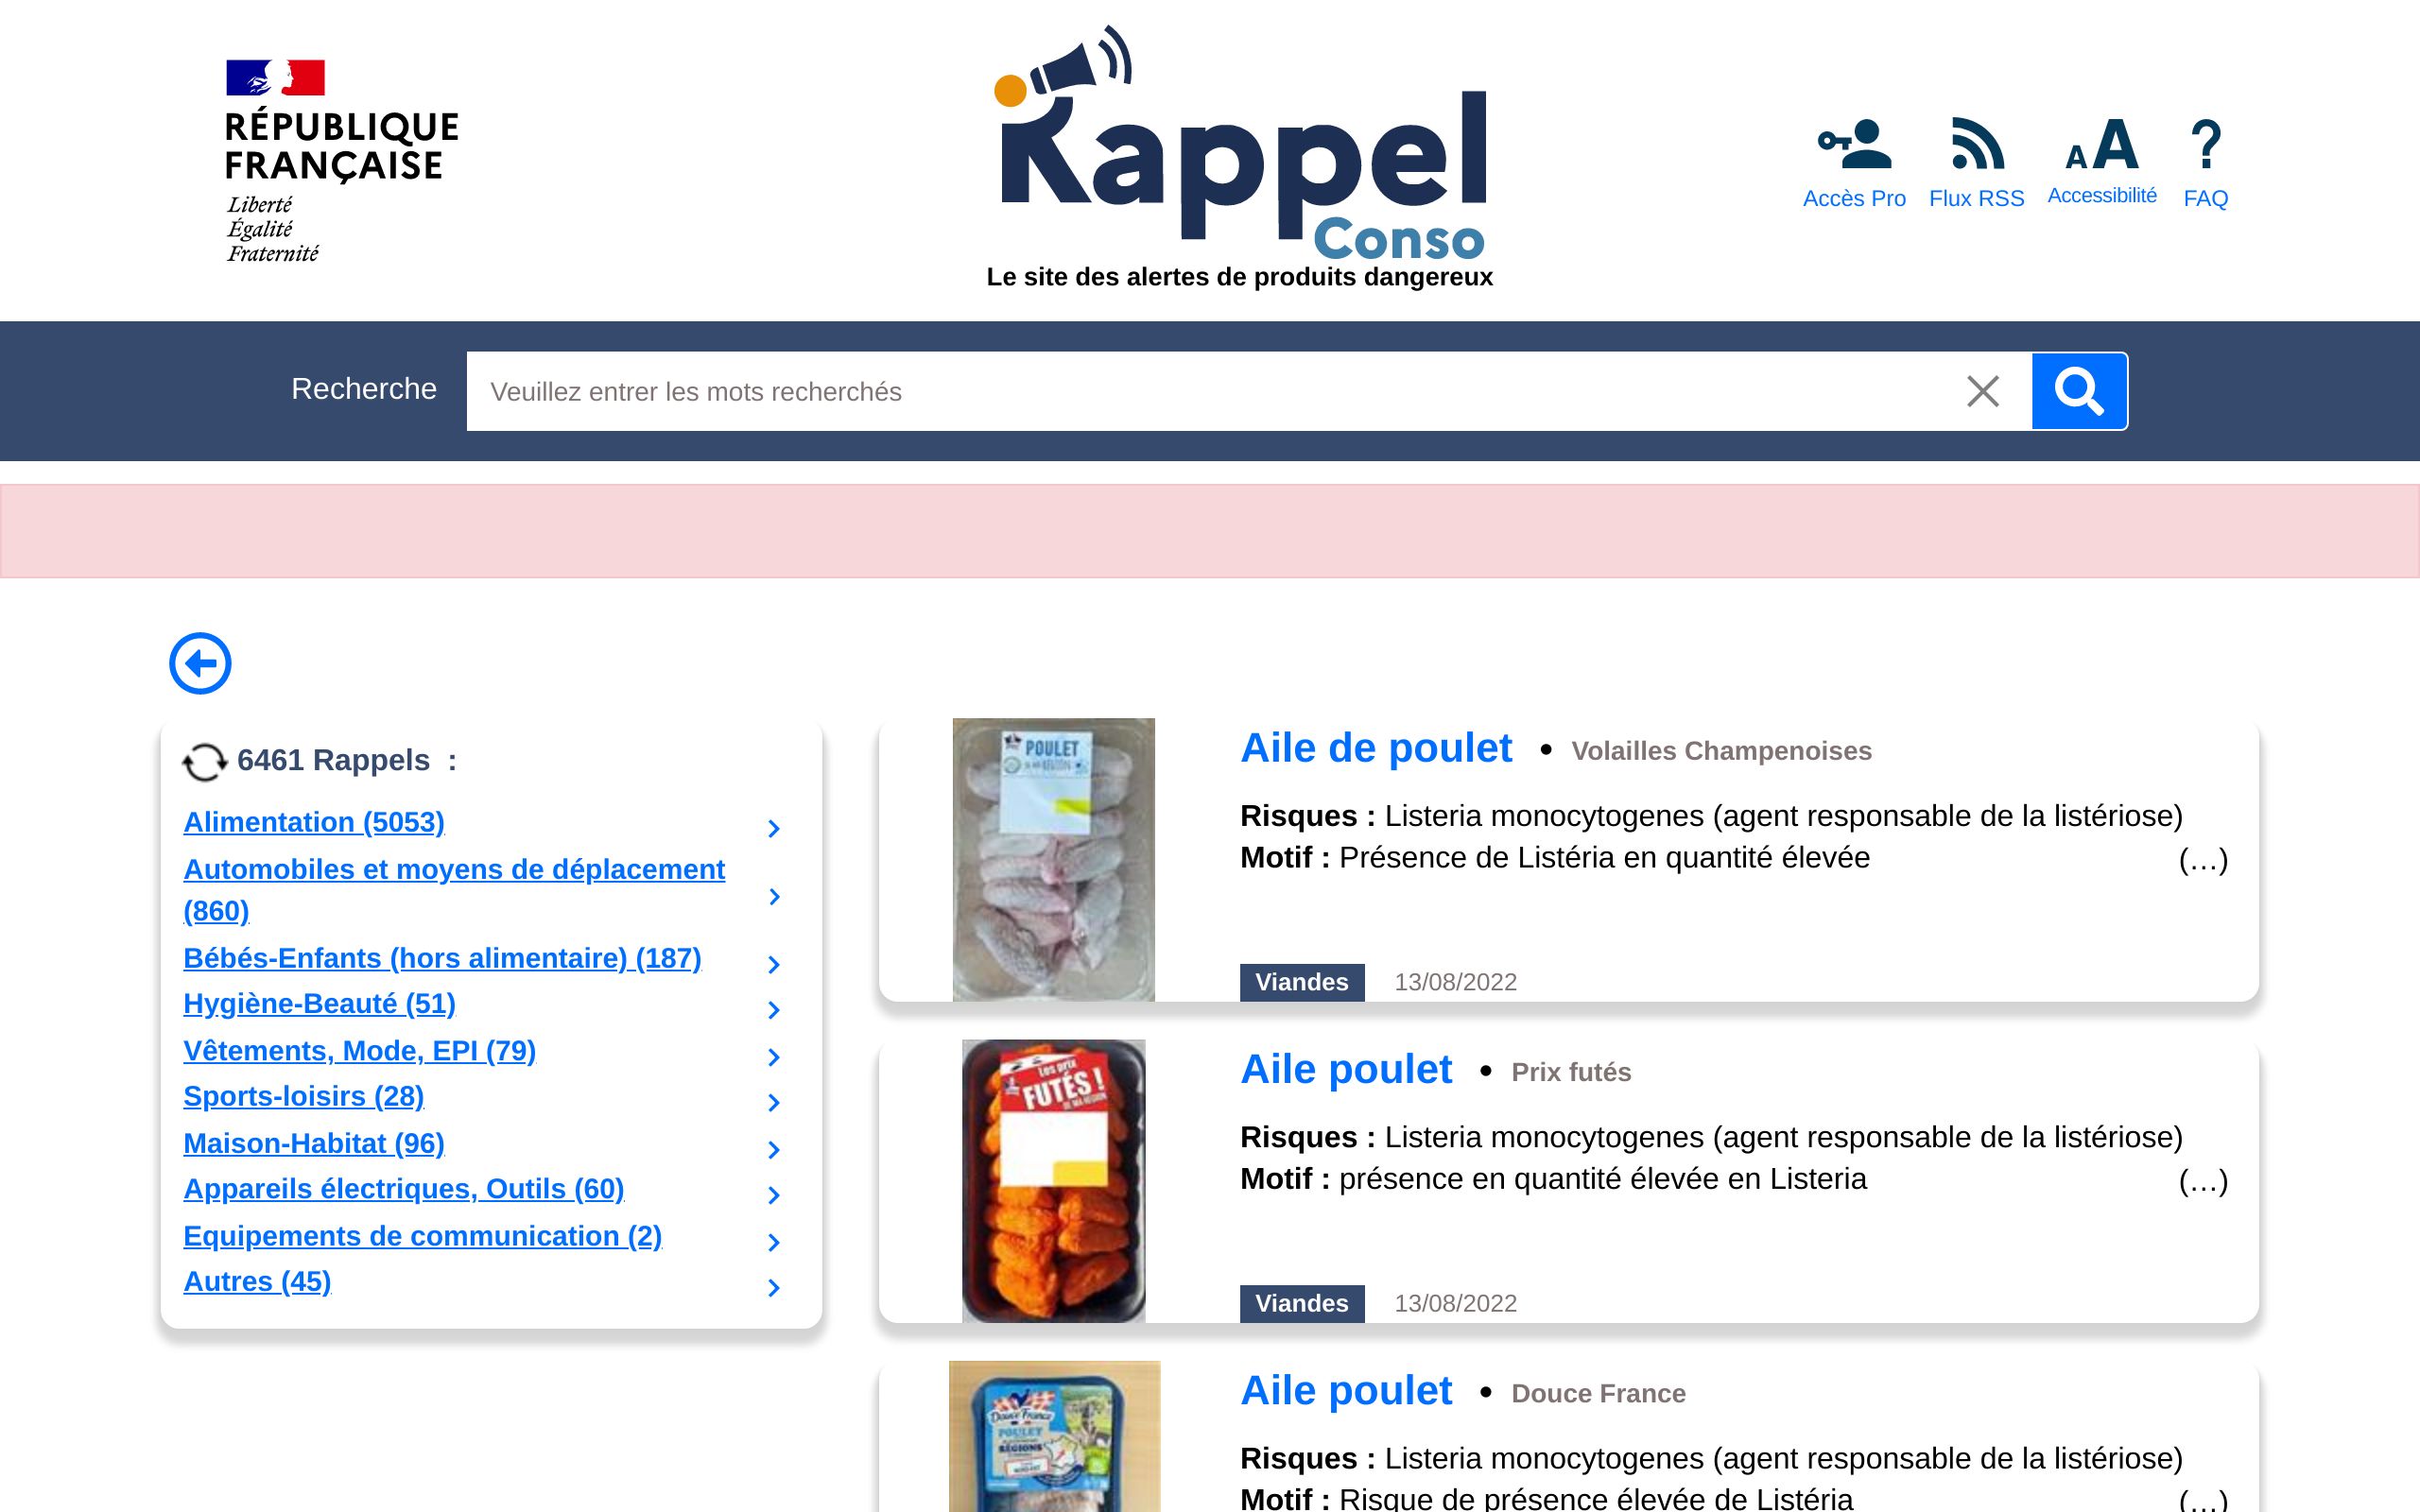 RÉPUBLIQUE
FRANÇAISE
Liberté
Égalité
Fraternité
Rappel
Conso
Le site des alertes de produits dangereux
Accès Pro
Flux RSS
AA
Accessibilité
?
FAQ
Recherche
Veuillez entrer les mots recherchés
6461 Rappels :
Alimentation (5053)
Automobiles et moyens de déplacement
(860)
Bébés-Enfants (hors alimentaire) (187)
Hygiène-Beauté (51)
Vêtements, Mode, EPI (79)
Sports-loisirs (28)
Maison-Habitat (96)
Appareils électriques, Outils (60)
Equipements de communication (2)
Autres (45)
POULET
Aile de poulet • Volailles Champenoises
Risques : Listeria monocytogenes (agent responsable de la listériose)
Motif : Présence de Listéria en quantité élevée (…)
Viandes 13/08/2022
Les prix
FUTÉS !
DE MA RÉGION
Aile poulet • Prix futés
Risques : Listeria monocytogenes (agent responsable de la listériose)
Motif : présence en quantité élevée en Listeria (…)
Viandes 13/08/2022
Douce France
POULET
RÉGIONS
Aile poulet • Douce France
Risques : Listeria monocytogenes (agent responsable de la listériose)
Motif : Risque de présence élevée de Listéria (…)